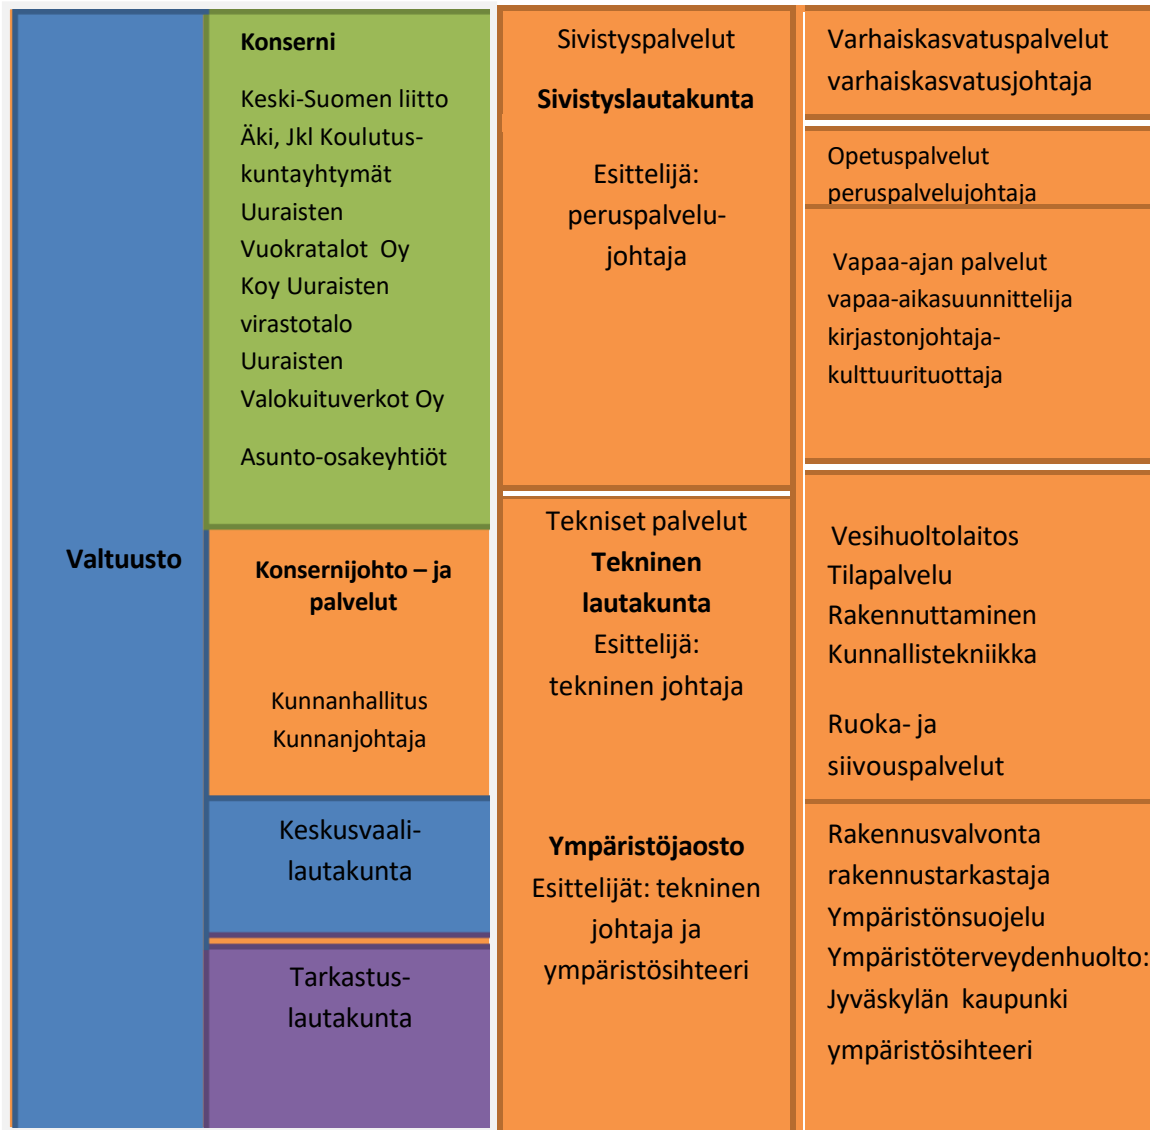 Valtuusto
Konserni
Keski-Suomen liitto
Äki, Jkl Koulutus-
kuntayhtymät
Uuraisten
Vuokratalot Oy
Koy Uuraisten
virastotalo
Uuraisten
Valokuituverkot Oy
Asunto-osakeyhtiöt
Konsernijohto – ja
palvelut
Kunnanhallitus
Kunnanjohtaja
Keskusvaali-
lautakunta
Tarkastus-
lautakunta
Sivistyspalvelut
Sivistyslautakunta
Esittelijä:
peruspalvelu-
johtaja
Tekniset palvelut
Tekninen
lautakunta
Esittelijä:
tekninen johtaja
Ympäristöjaosto
Esittelijät: tekninen
johtaja ja
ympäristösihteeri
Varhaiskasvatuspalvelut
varhaiskasvatusjohtaja
Opetuspalvelut
peruspalvelujohtaja
Vapaa-ajan palvelut
vapaa-aikasuunnittelija
kirjastonjohtaja-
kulttuurituottaja
Vesihuoltolaitos
Tilapalvelu
Rakennuttaminen
Kunnallistekniikka
Ruoka- ja
siivouspalvelut
Rakennusvalvonta
rakennustarkastaja
Ympäristönsuojelu
Ympäristöterveydenhuolto:
Jyväskylän kaupunki
ympäristösihteeri